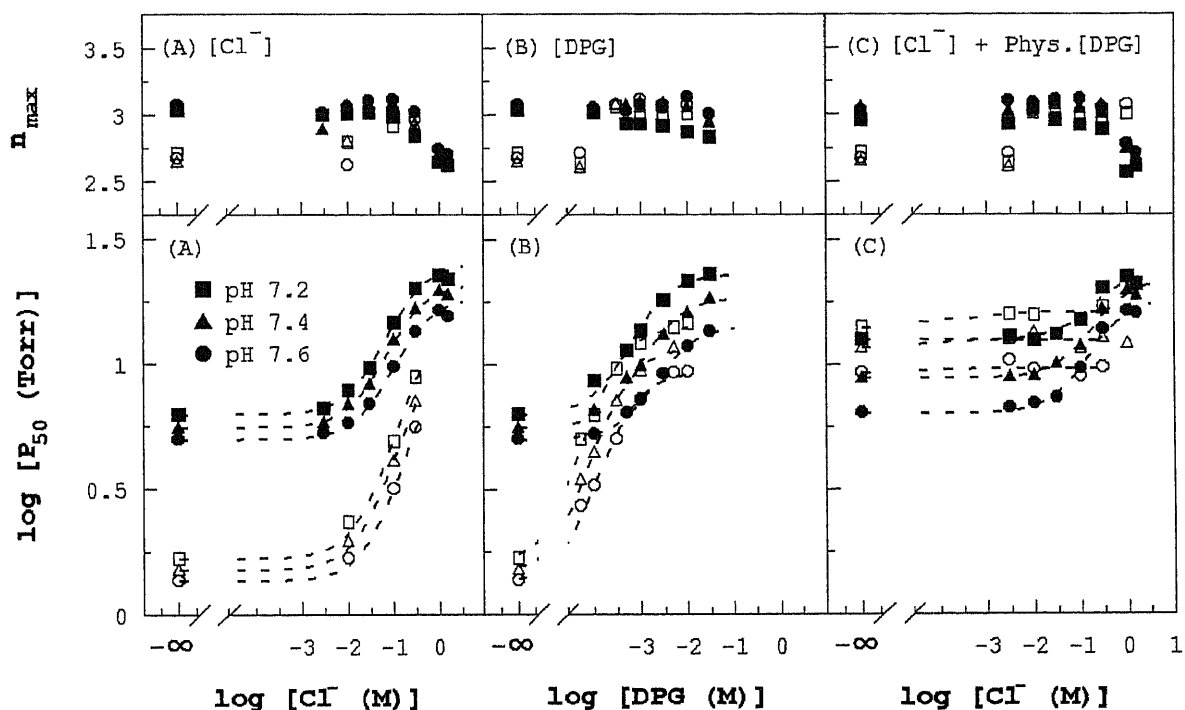 (A) [Cl⁻]
(B) [DPG]
(C) [Cl⁻] + Phys.[DPG]
n max
3.5
3
2.5
(A)
(B)
(C)
■ pH 7.2
▲ pH 7.4
● pH 7.6
log [P50 (Torr)]
1.5
1
0.5
0
-∞ -3 -2 -1 0
-∞ -4 -3 -2 -1 0
-∞ -3 -2 -1 0 1
log [Cl⁻ (M)]
log [DPG (M)]
log [Cl⁻ (M)]